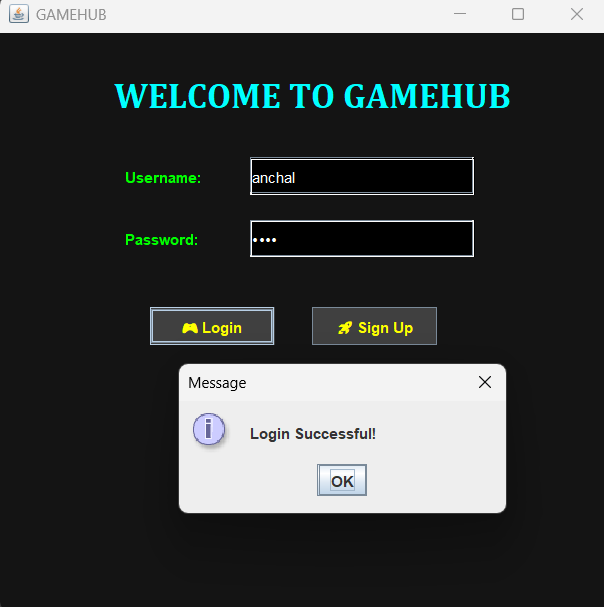 GAMEHUB
WELCOME TO GAMEHUB
Username: anchal
Password: ••••
🎮 Login 🚀 Sign Up
Message
Login Successful!
OK